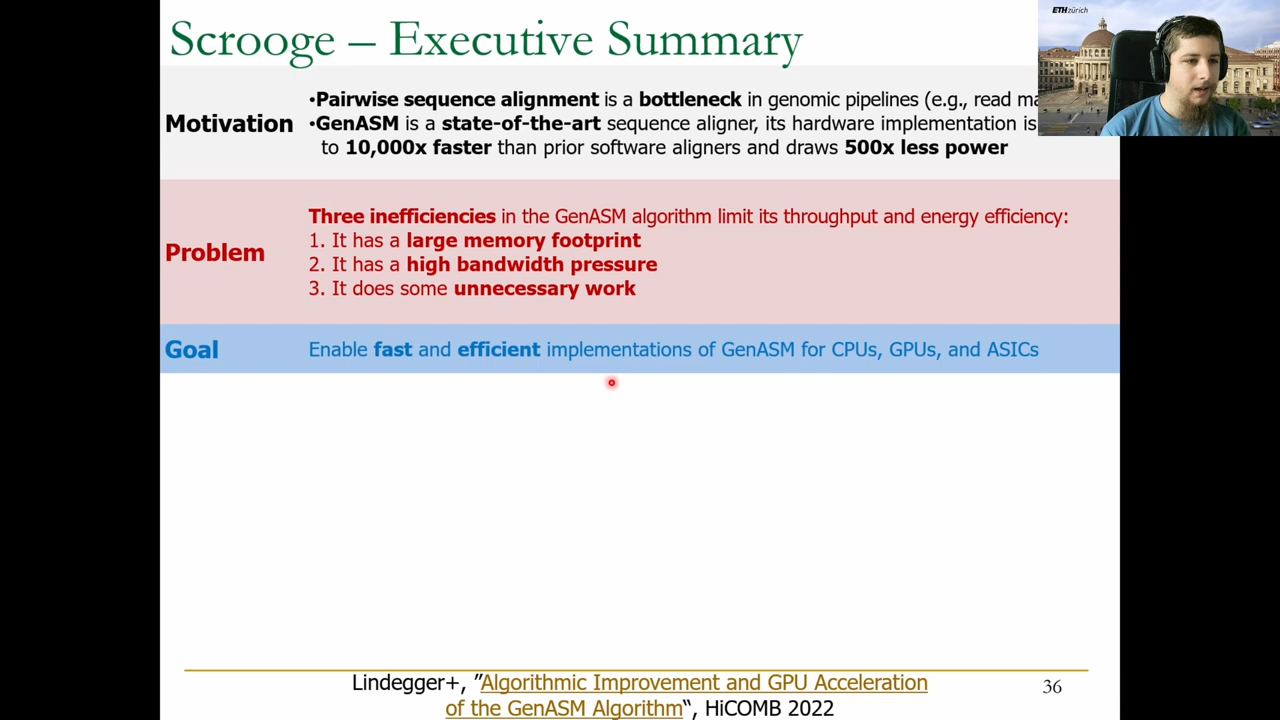 Scrooge – Executive Summary
ETH zürich
Motivation
•Pairwise sequence alignment is a bottleneck in genomic pipelines (e.g., read
•GenASM is a state-of-the-art sequence aligner, its hardware implementation is
to 10,000x faster than prior software aligners and draws 500x less power
Problem
Three inefficiencies in the GenASM algorithm limit its throughput and energy efficiency:
1. It has a large memory footprint
2. It has a high bandwidth pressure
3. It does some unnecessary work
Goal
Enable fast and efficient implementations of GenASM for CPUs, GPUs, and ASICs
Lindegger+, ”Algorithmic Improvement and GPU Acceleration
of the GenASM Algorithm“, HiCOMB 2022
36